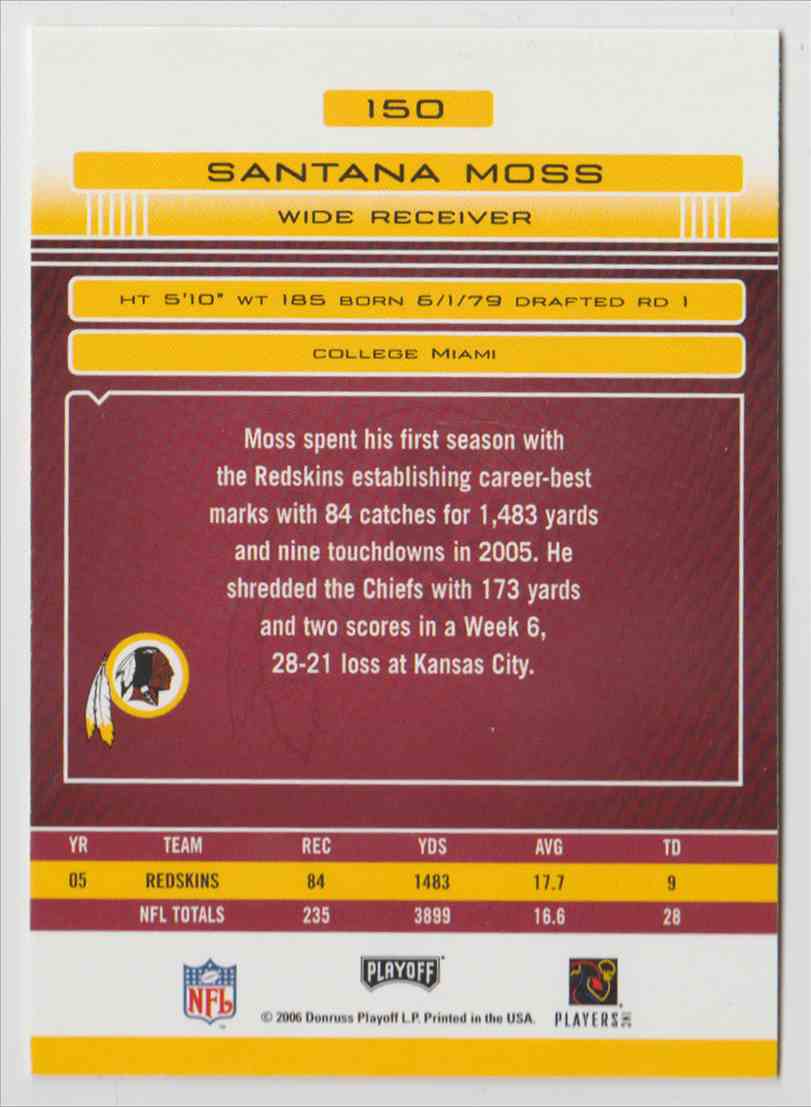 150
SANTANA MOSS
WIDE RECEIVER
HT 5'10" WT 185 BORN 6/1/79 DRAFTED RD 1
COLLEGE MIAMI
Moss spent his first season with
the Redskins establishing career-best
marks with 84 catches for 1,483 yards
and nine touchdowns in 2005. He
shredded the Chiefs with 173 yards
and two scores in a Week 6,
28-21 loss at Kansas City.
YR TEAM REC YDS AVG TD
05 REDSKINS 84 1483 17.7 9
NFL TOTALS 235 3899 16.6 28
NFL
PLAYOFF
© 2006 Donruss Playoff L.P. Printed in the USA.
PLAYERS INC